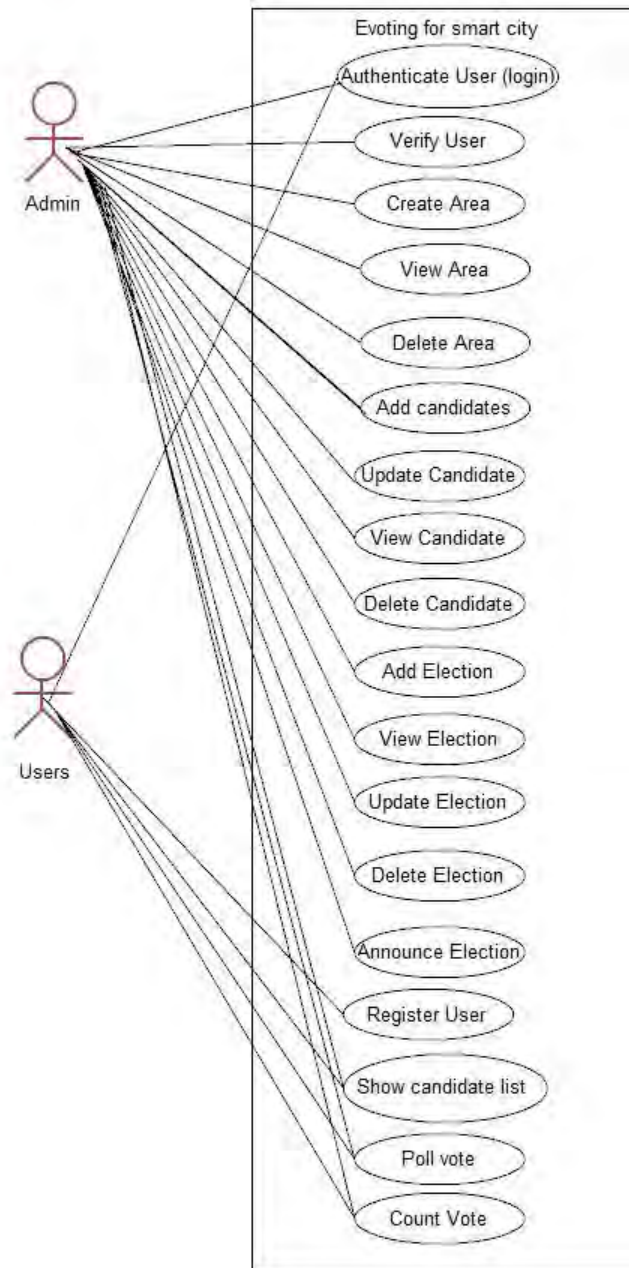 Evoting for smart city
Authenticate User (login)
Verify User
Admin
Create Area
View Area
Delete Area
Add candidates
Update Candidate
View Candidate
Delete Candidate
Add Election
View Election
Users
Update Election
Delete Election
Announce Election
Register User
Show candidate list
Poll vote
Count Vote